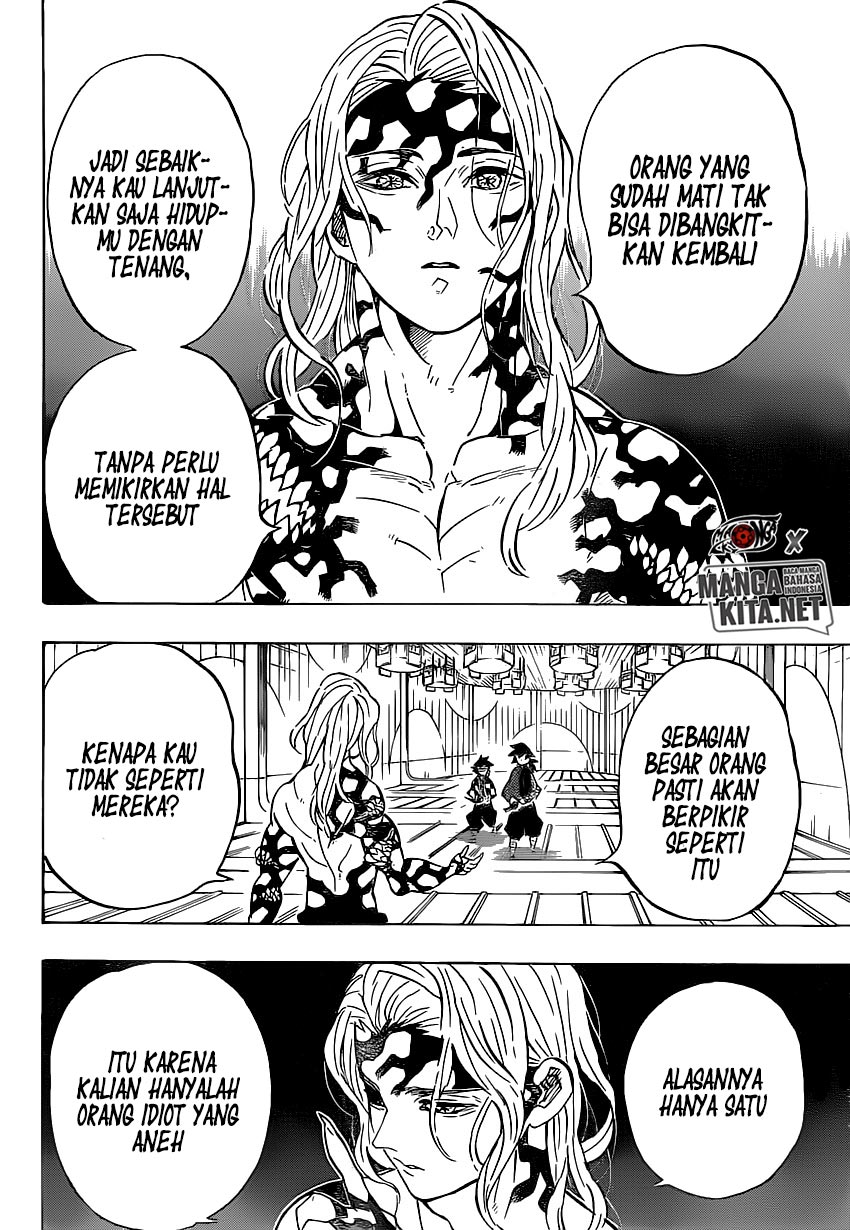 ORANG YANG
SUDAH MATI TAK
BISA DIBANGKIT-
KAN KEMBALI
JADI SEBAIK-
NYA KAU LANJUT-
KAN SAJA HIDUP-
MU DENGAN
TENANG,
TANPA PERLU
MEMIKIRKAN HAL
TERSEBUT
X
MANGA
KITA.NET
BACA MANGA
BAHASA
INDONESIA
SEBAGIAN
BESAR ORANG
PASTI AKAN
BERPIKIR
SEPERTI
ITU
KENAPA KAU
TIDAK SEPERTI
MEREKA?
ALASANNYA
HANYA SATU
ITU KARENA
KALIAN HANYALAH
ORANG IDIOT YANG
ANEH